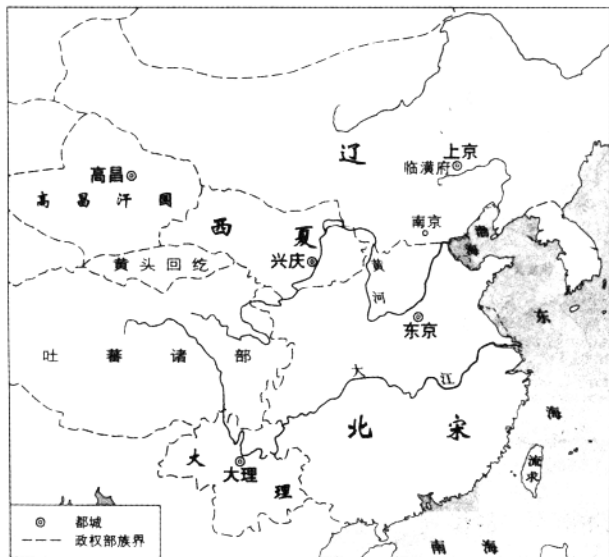 辽
上京
临潢府
高昌
高昌汗国
西夏
南京
渤海
黄头回纥
兴庆
黄河
东京
吐蕃诸部
大江
东海
北宋
大理
大理
流求
南海
都城
政权部族界